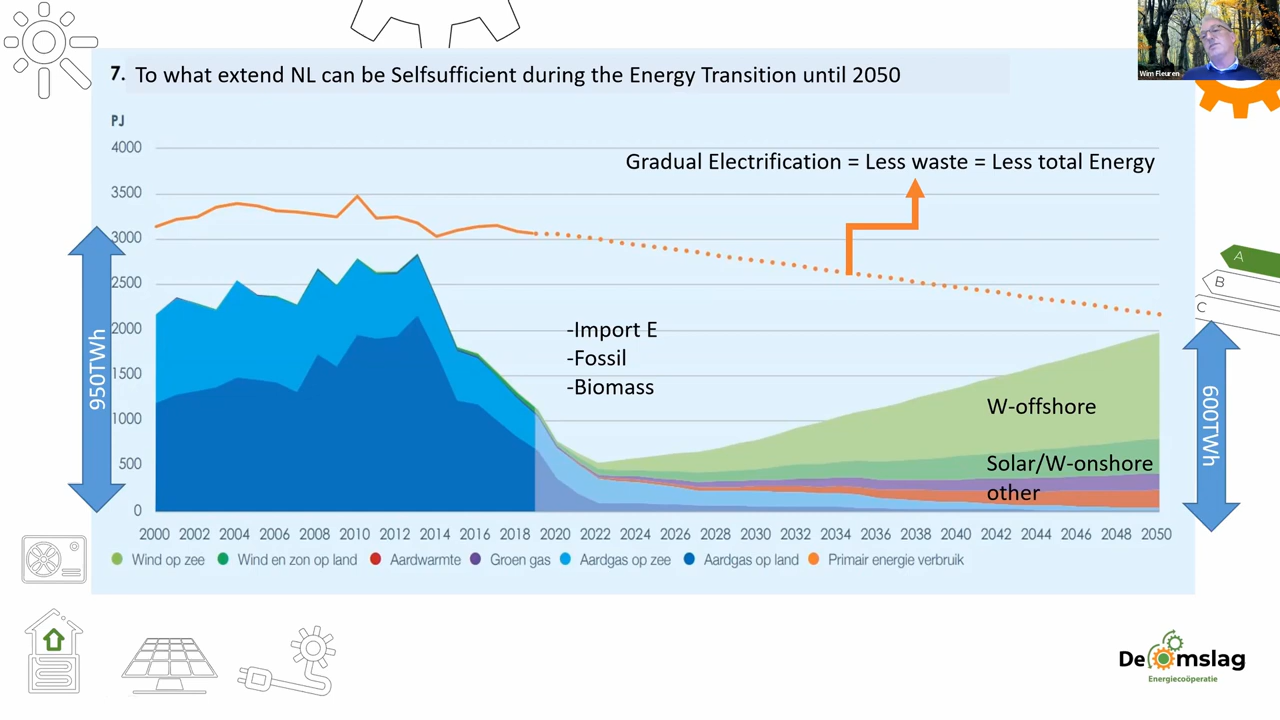 Wim Fleuren
7. To what extend NL can be Selfsufficient during the Energy Transition until 2050
PJ
4000
3500
3000
2500
2000
1500
1000
500
0
Gradual Electrification = Less waste = Less total Energy
950TWh
-Import E
-Fossil
-Biomass
W-offshore
Solar/W-onshore
other
600TWh
A
B
C
2000 2002 2004 2006 2008 2010 2012 2014 2016 2018 2020 2022 2024 2026 2028 2030 2032 2034 2036 2038 2040 2042 2044 2046 2048 2050
Wind op zee Wind en zon op land Aardwarmte Groen gas Aardgas op zee Aardgas op land Primair energie verbruik
De Omslag
Energiecoöperatie